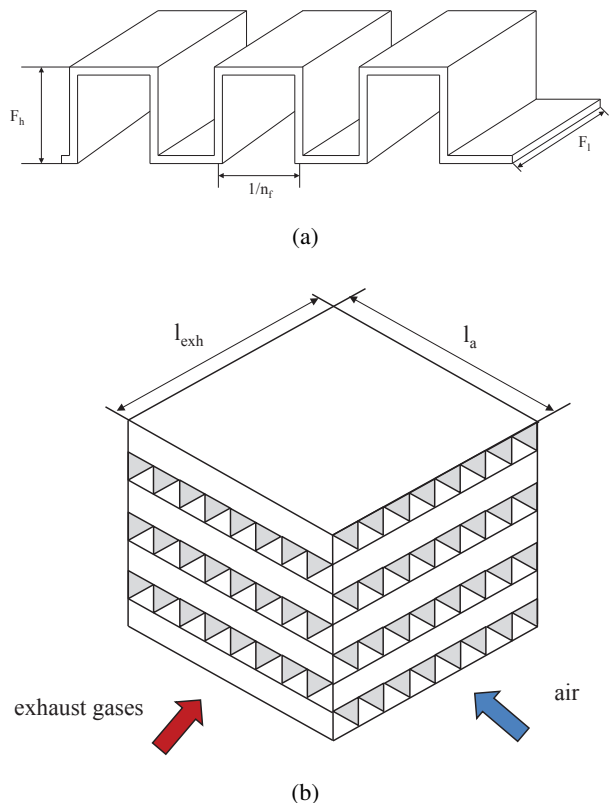 F_h
1/n_f
F_l
(a)
l_exh
l_a
exhaust gases
air
(b)